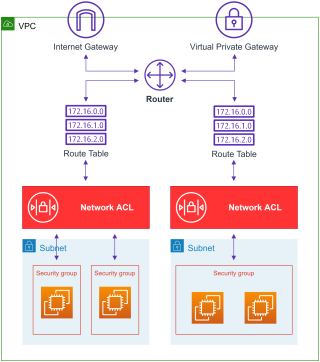 VPC
Internet Gateway
Virtual Private Gateway
Router
172.16.0.0
172.16.1.0
172.16.2.0
Route Table
172.16.0.0
172.16.1.0
172.16.2.0
Route Table
Network ACL
Network ACL
Subnet
Subnet
Security group
Security group
Security group